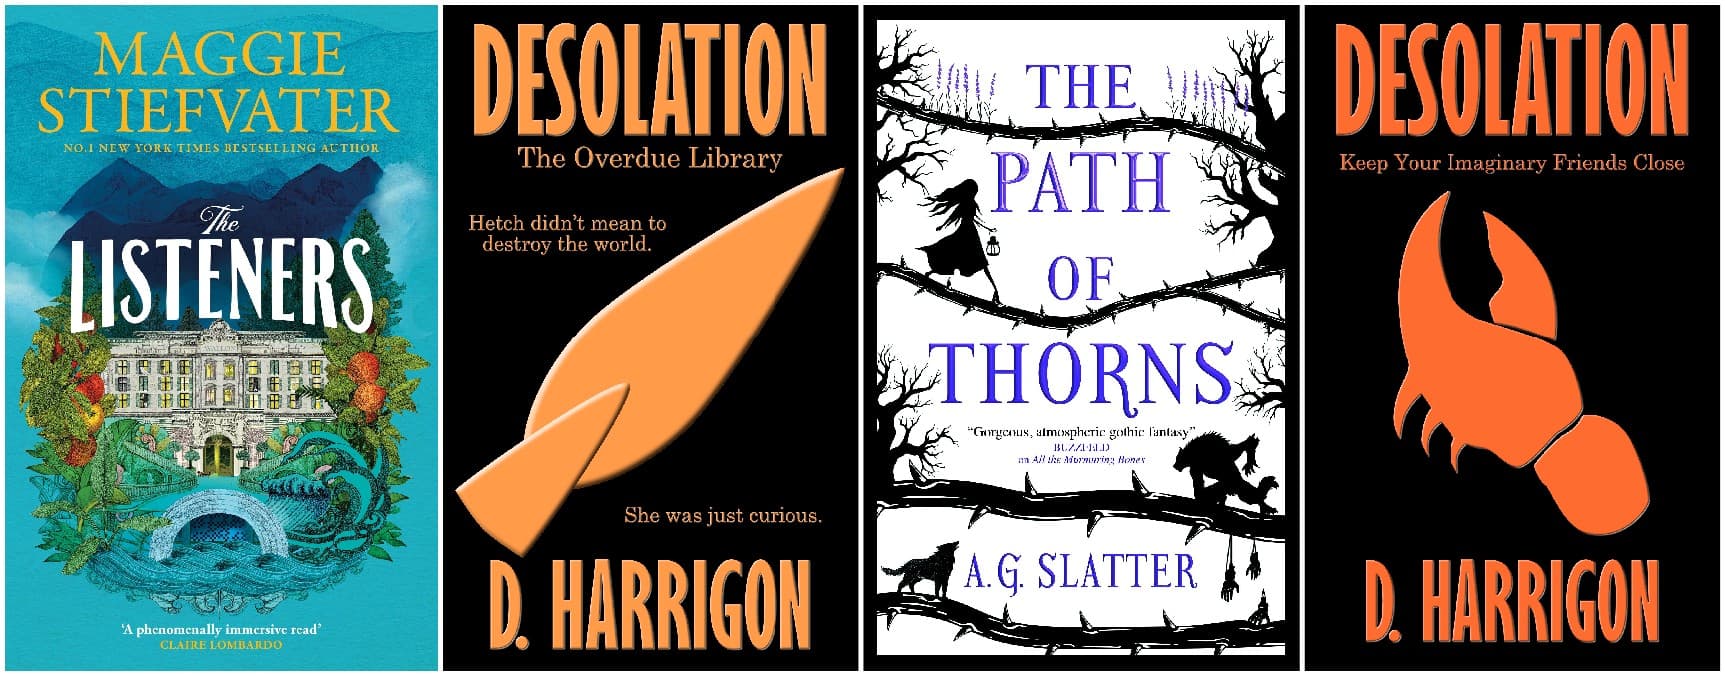 MAGGIE
STIEFVATER
NO.1 NEW YORK TIMES BESTSELLING AUTHOR
The
LISTENERS
'A phenomenally immersive read'
CLAIRE LOMBARDO
DESOLATION
The Overdue Library
Hetch didn't mean to
destroy the world.
She was just curious.
D. HARRIGON
THE
PATH
OF
THORNS
"Gorgeous, atmospheric gothic fantasy"
BUZZFEED
on All the Murmuring Bones
A.G. SLATTER
DESOLATION
Keep Your Imaginary Friends Close
D. HARRIGON